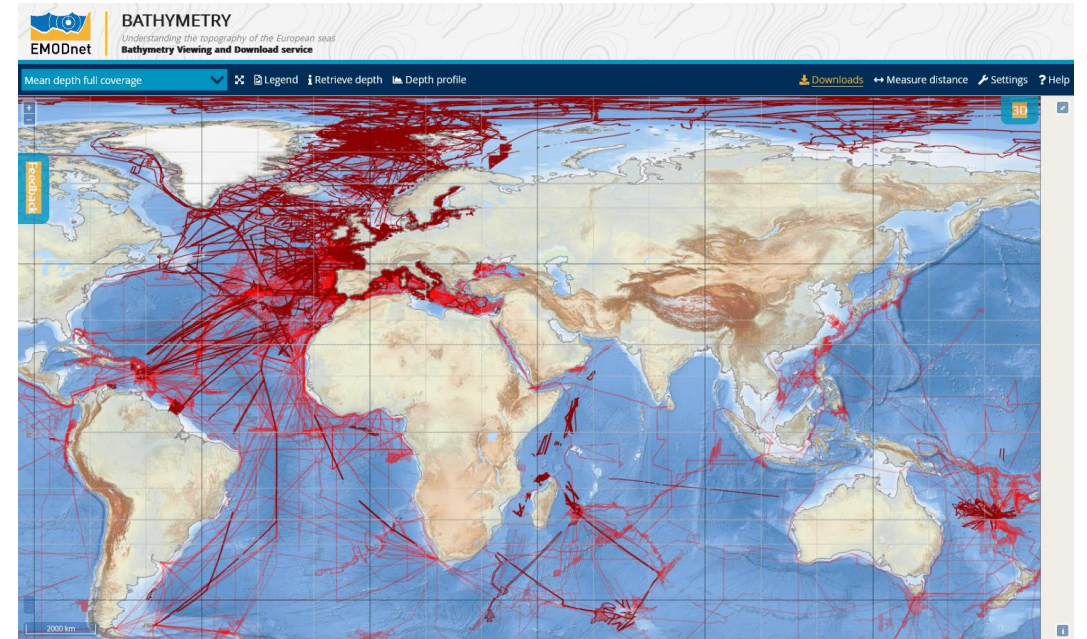 EMODnet
BATHYMETRY
Understanding the topography of the European seas
Bathymetry Viewing and Download service
Mean depth full coverage
Legend
Retrieve depth
Depth profile
Downloads
Measure distance
Settings
? Help
+
−
3D
Feedback
2000 km
i